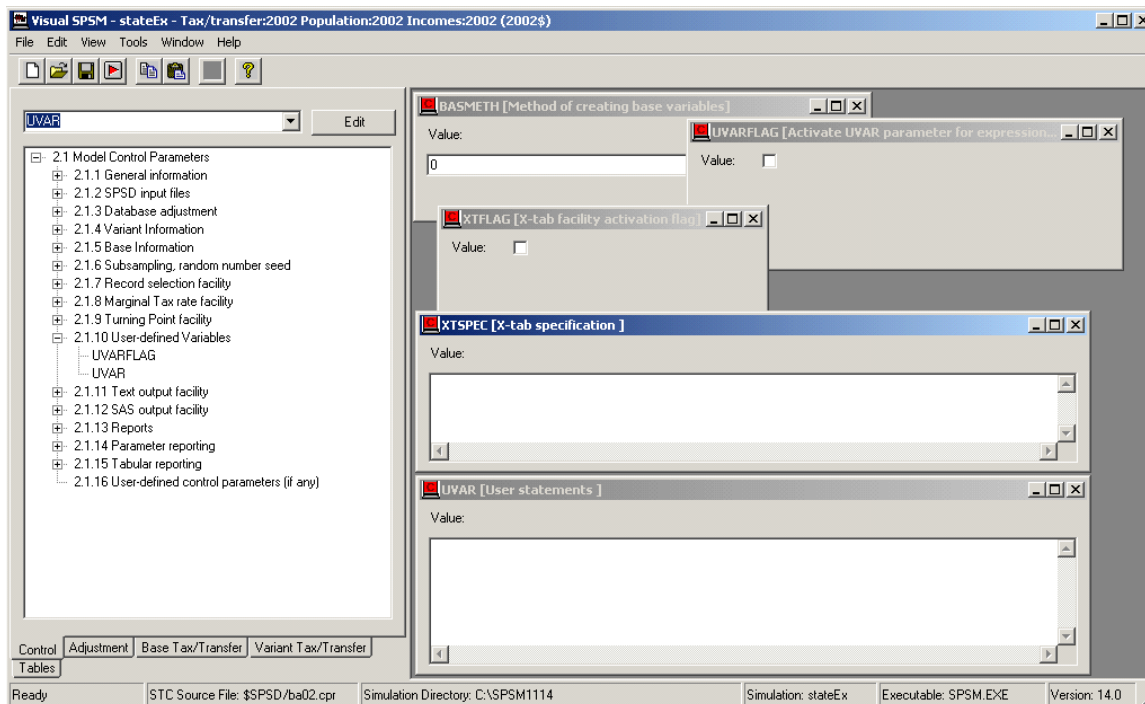 Visual SPSM - stateEx - Tax/transfer:2002 Population:2002 Incomes:2002 (2002$)
File Edit View Tools Window Help
UVAR
Edit
2.1 Model Control Parameters
2.1.1 General information
2.1.2 SPSD input files
2.1.3 Database adjustment
2.1.4 Variant Information
2.1.5 Base Information
2.1.6 Subsampling, random number seed
2.1.7 Record selection facility
2.1.8 Marginal Tax rate facility
2.1.9 Turning Point facility
2.1.10 User-defined Variables
UVARFLAG
UVAR
2.1.11 Text output facility
2.1.12 SAS output facility
2.1.13 Reports
2.1.14 Parameter reporting
2.1.15 Tabular reporting
2.1.16 User-defined control parameters (if any)
Control Adjustment Base Tax/Transfer Variant Tax/Transfer
Tables
BASMETH [Method of creating base variables]
Value:
0
UVARFLAG [Activate UVAR parameter for expression...
Value:
XTFLAG [X-tab facility activation flag]
Value:
XTSPEC [X-tab specification ]
Value:
UVAR [User statements ]
Value:
Ready STC Source File: $SPSD/ba02.cpr Simulation Directory: C:\SPSM1114 Simulation: stateEx Executable: SPSM.EXE Version: 14.0